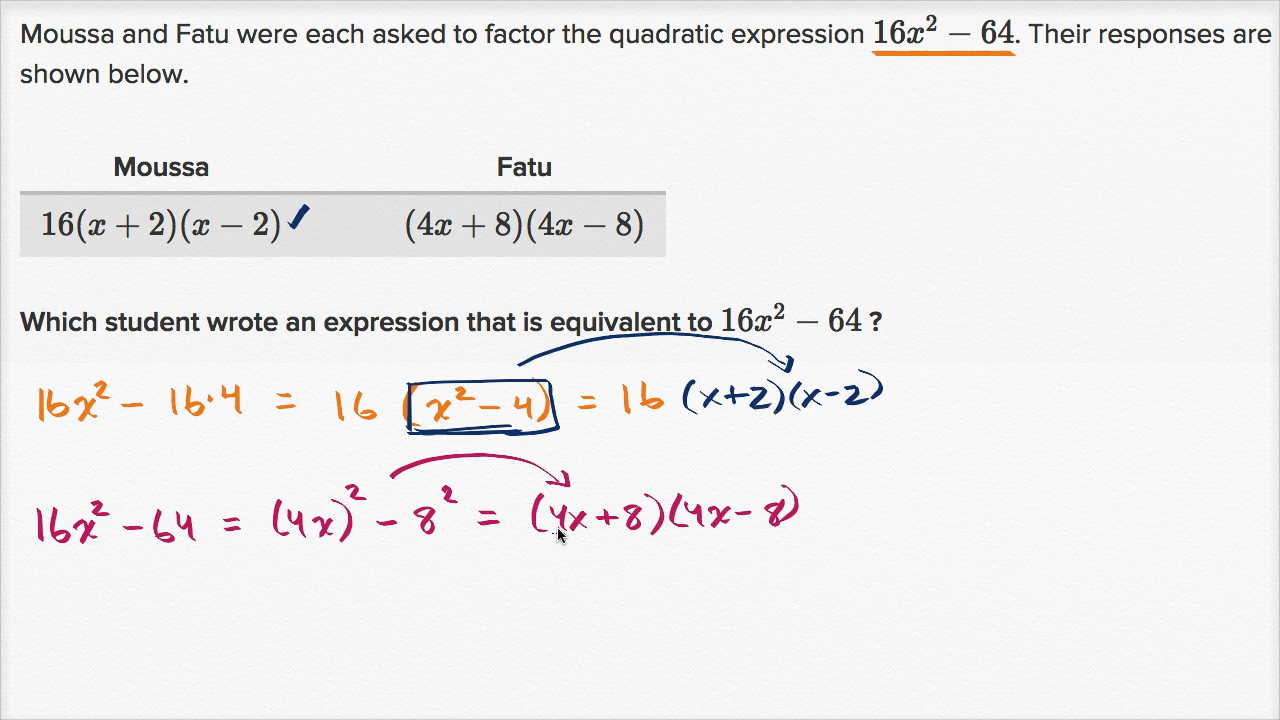 Moussa and Fatu were each asked to factor the quadratic expression 16x² − 64. Their responses are
shown below.
Moussa Fatu
16(x + 2)(x − 2)✓ (4x + 8)(4x − 8)
Which student wrote an expression that is equivalent to 16x² − 64 ?
16x² − 16·4 = 16 (x² − 4) = 16 (x+2)(x−2)
16x² − 64 = (4x)² − 8² = (4x+8)(4x−8)